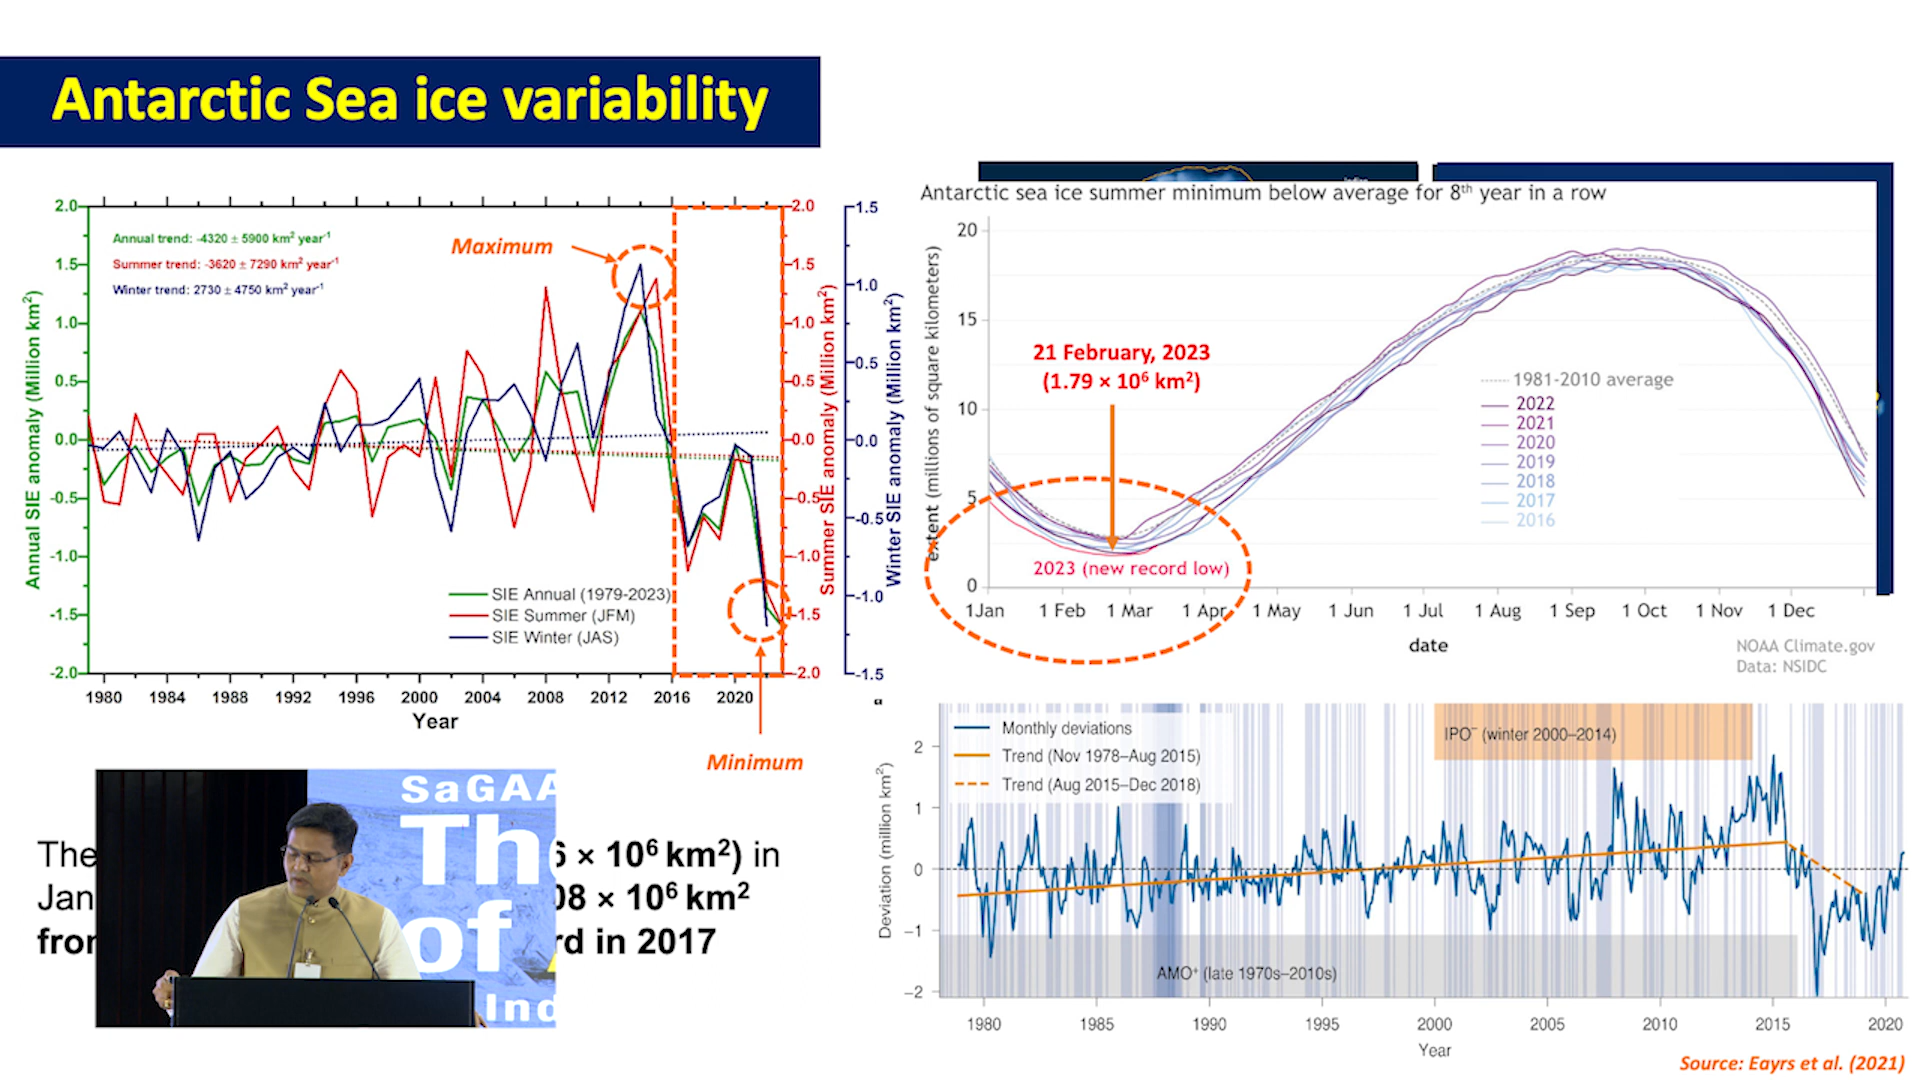 Antarctic Sea ice variability
Annual trend: -4320 ± 5900 km² year⁻¹
Summer trend: -3620 ± 7290 km² year⁻¹
Winter trend: 2730 ± 4750 km² year⁻¹
Maximum
2.0
1.5
1.0
0.5
0.0
-0.5
-1.0
-1.5
-2.0
Annual SIE anomaly (Million km²)
2.0
1.5
1.0
0.5
0.0
-0.5
-1.0
-1.5
-2.0
Summer SIE anomaly (Million km²)
1.5
1.0
0.5
0.0
-0.5
-1.0
-1.5
Winter SIE anomaly (Million km²)
SIE Annual (1979-2023)
SIE Summer (JFM)
SIE Winter (JAS)
1980 1984 1988 1992 1996 2000 2004 2008 2012 2016 2020
Year
Minimum
Antarctic sea ice summer minimum below average for 8th year in a row
extent (millions of square kilometers)
20
15
10
5
0
21 February, 2023
(1.79 × 10⁶ km²)
1981-2010 average
2022
2021
2020
2019
2018
2017
2016
2023 (new record low)
1Jan 1 Feb 1 Mar 1 Apr 1 May 1 Jun 1 Jul 1 Aug 1 Sep 1 Oct 1 Nov 1 Dec
date
NOAA Climate.gov
Data: NSIDC
a
Monthly deviations
Trend (Nov 1978–Aug 2015)
Trend (Aug 2015–Dec 2018)
IPO⁻ (winter 2000–2014)
AMO⁺ (late 1970s–2010s)
Deviation (million km²)
2
1
0
−1
−2
1980 1985 1990 1995 2000 2005 2010 2015 2020
Year
Source: Eayrs et al. (2021)
The 6 × 10⁶ km²) in
Jan 08 × 10⁶ km²
from rd in 2017
SaGAA
Th
of
Ind